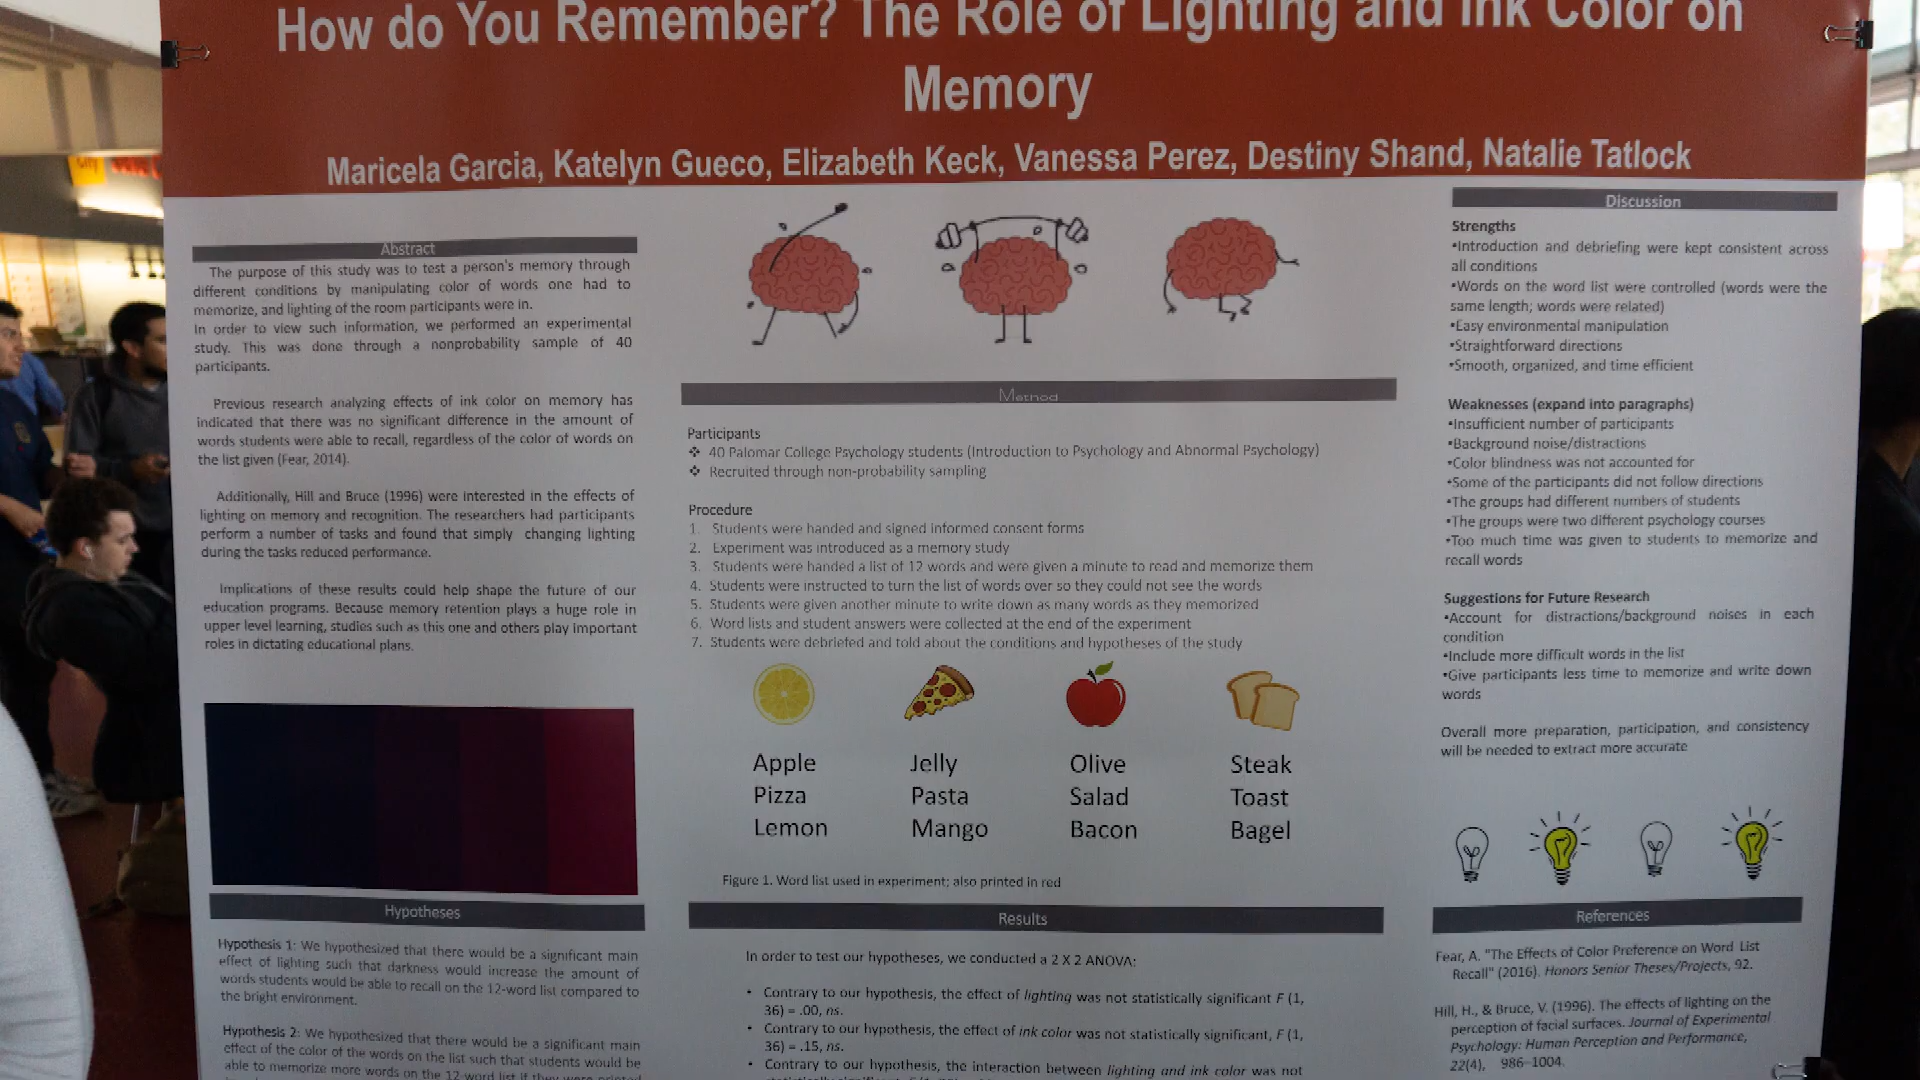 How do You Remember? The Role of Lighting and Ink Color on
Memory
Maricela Garcia, Katelyn Gueco, Elizabeth Keck, Vanessa Perez, Destiny Shand, Natalie Tatlock
Abstract
The purpose of this study was to test a person's memory through
different conditions by manipulating color of words one had to
memorize, and lighting of the room participants were in.
In order to view such information, we performed an experimental
study. This was done through a nonprobability sample of 40
participants.
Previous research analyzing effects of ink color on memory has
indicated that there was no significant difference in the amount of
words students were able to recall, regardless of the color of words on
the list given (Fear, 2014).
Additionally, Hill and Bruce (1996) were interested in the effects of
lighting on memory and recognition. The researchers had participants
perform a number of tasks and found that simply changing lighting
during the tasks reduced performance.
Implications of these results could help shape the future of our
education programs. Because memory retention plays a huge role in
upper level learning, studies such as this one and others play important
roles in dictating educational plans.
Hypotheses
Hypothesis 1: We hypothesized that there would be a significant main
effect of lighting such that darkness would increase the amount of
words students would be able to recall on the 12-word list compared to
the bright environment.
Hypothesis 2: We hypothesized that there would be a significant main
effect of the color of the words on the list such that students would be
able to memorize more words on the 12-word list if they were printed
Method
Participants
❖ 40 Palomar College Psychology students (Introduction to Psychology and Abnormal Psychology)
❖ Recruited through non-probability sampling
Procedure
1. Students were handed and signed informed consent forms
2. Experiment was introduced as a memory study
3. Students were handed a list of 12 words and were given a minute to read and memorize them
4. Students were instructed to turn the list of words over so they could not see the words
5. Students were given another minute to write down as many words as they memorized
6. Word lists and student answers were collected at the end of the experiment
7. Students were debriefed and told about the conditions and hypotheses of the study
Apple Jelly Olive Steak
Pizza Pasta Salad Toast
Lemon Mango Bacon Bagel
Figure 1. Word list used in experiment; also printed in red
Results
In order to test our hypotheses, we conducted a 2 X 2 ANOVA:
• Contrary to our hypothesis, the effect of lighting was not statistically significant F (1,
36) = .00, ns.
• Contrary to our hypothesis, the effect of ink color was not statistically significant, F (1,
36) = .15, ns.
• Contrary to our hypothesis, the interaction between lighting and ink color was not
Discussion
Strengths
•Introduction and debriefing were kept consistent across
all conditions
•Words on the word list were controlled (words were the
same length; words were related)
•Easy environmental manipulation
•Straightforward directions
•Smooth, organized, and time efficient
Weaknesses (expand into paragraphs)
•Insufficient number of participants
•Background noise/distractions
•Color blindness was not accounted for
•Some of the participants did not follow directions
•The groups had different numbers of students
•The groups were two different psychology courses
•Too much time was given to students to memorize and
recall words
Suggestions for Future Research
•Account for distractions/background noises in each
condition
•Include more difficult words in the list
•Give participants less time to memorize and write down
words
Overall more preparation, participation, and consistency
will be needed to extract more accurate
References
Fear, A. "The Effects of Color Preference on Word List
Recall" (2016). Honors Senior Theses/Projects, 92.
Hill, H., & Bruce, V. (1996). The effects of lighting on the
perception of facial surfaces. Journal of Experimental
Psychology: Human Perception and Performance,
22(4), 986–1004.